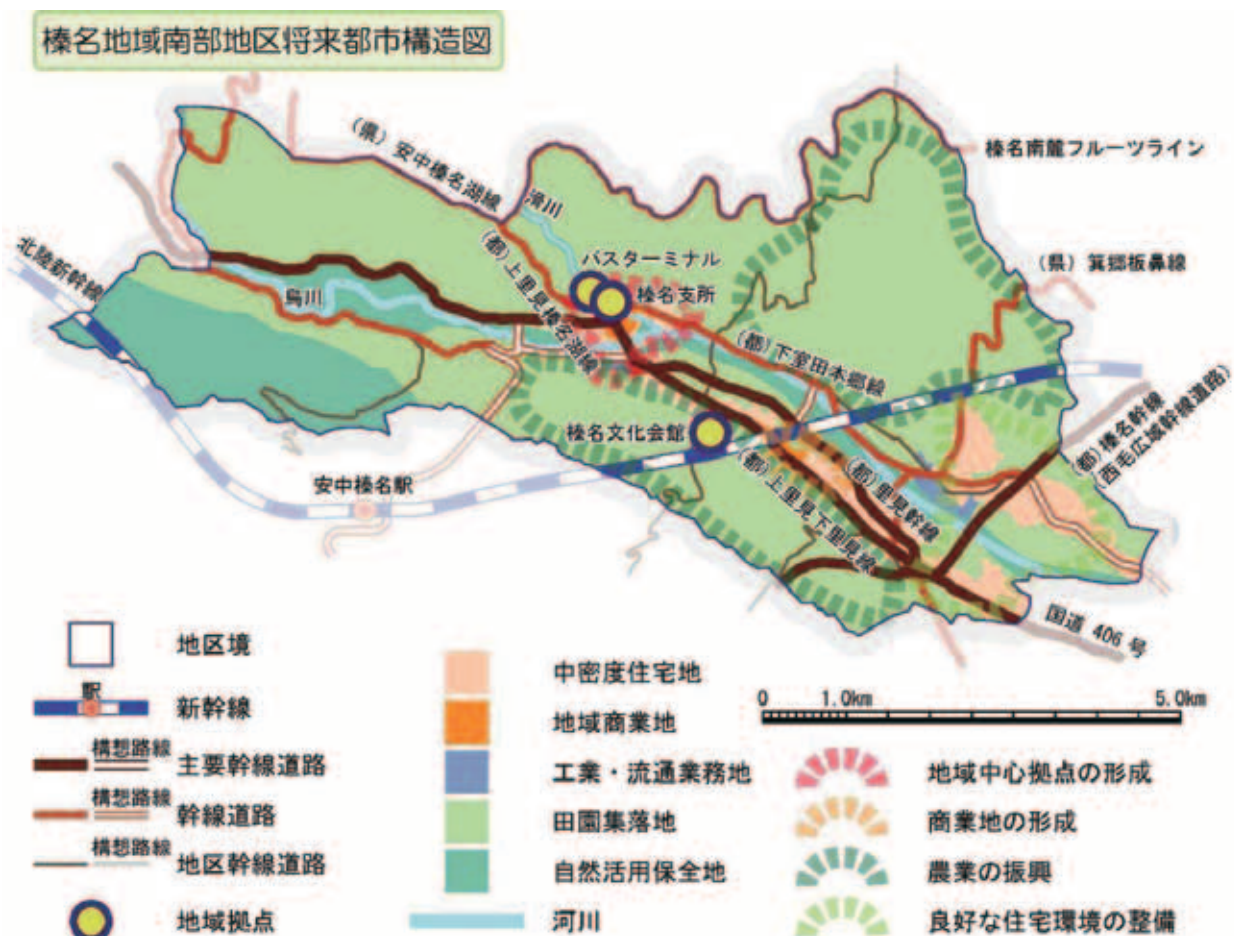 榛名地域南部地区将来都市構造図
(県) 安中榛名湖線
滑川
榛名南麓フルーツライン
(都) 上里見榛名湖線
バスターミナル
榛名支所
(県) 箕郷板鼻線
北陸新幹線
烏川
(都) 下室田本郷線
榛名文化会館
(都) 榛名幹線
(西毛広域幹線道路)
安中榛名駅
(都) 里見幹線
(都) 上里見下里見線
国道 406 号
地区境
駅
新幹線
構想路線
主要幹線道路
構想路線
幹線道路
構想路線
地区幹線道路
地域拠点
中密度住宅地
地域商業地
工業・流通業務地
田園集落地
自然活用保全地
河川
0 1.0km 5.0km
地域中心拠点の形成
商業地の形成
農業の振興
良好な住宅環境の整備